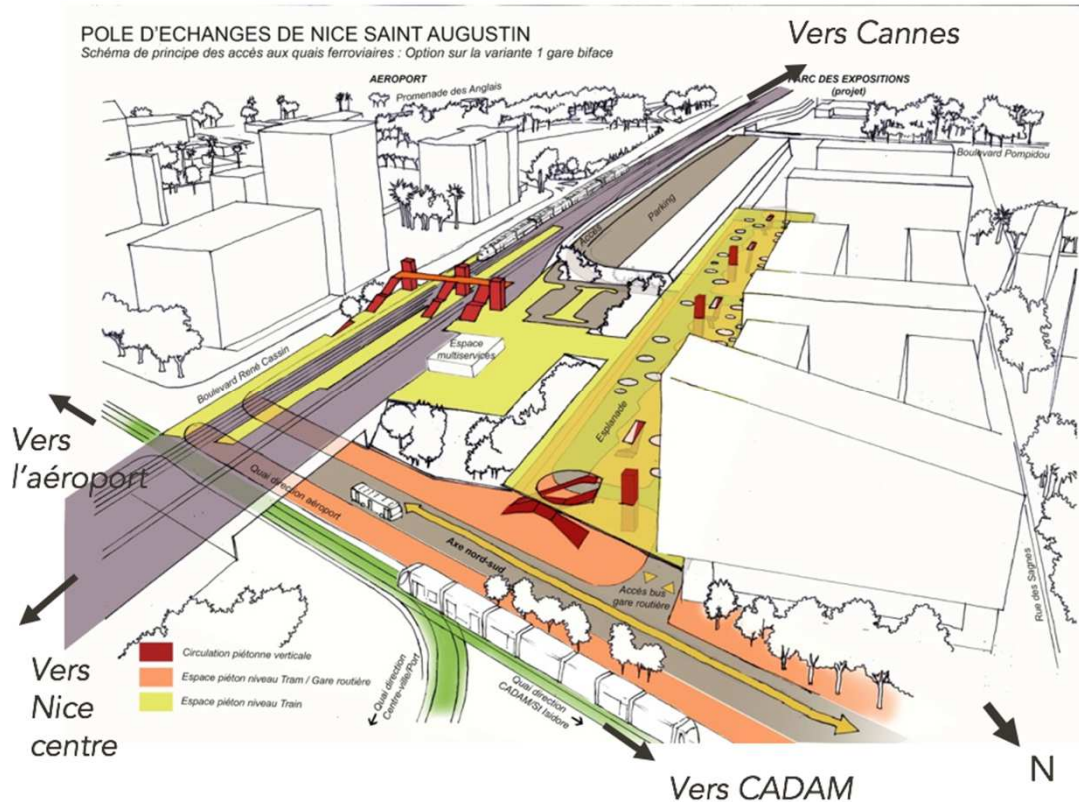 POLE D'ECHANGES DE NICE SAINT AUGUSTIN
Schéma de principe des accès aux quais ferroviaires : Option sur la variante 1 gare biface
Vers Cannes
AEROPORT
Promenade des Anglais
PARC DES EXPOSITIONS
(projet)
Boulevard Pompidou
Parking
Accès
Espace
multiservices
Boulevard René Cassin
Esplanade
Vers
l'aéroport
Quai direction aéroport
Axe nord-sud
Accès bus
gare routière
Rue des Sagnes
Vers
Nice
centre
Circulation piétonne verticale
Espace piéton niveau Tram / Gare routière
Espace piéton niveau Train
Quai direction
Centre-ville/Port
Quai direction
CADAM/St Isidore
Vers CADAM
N